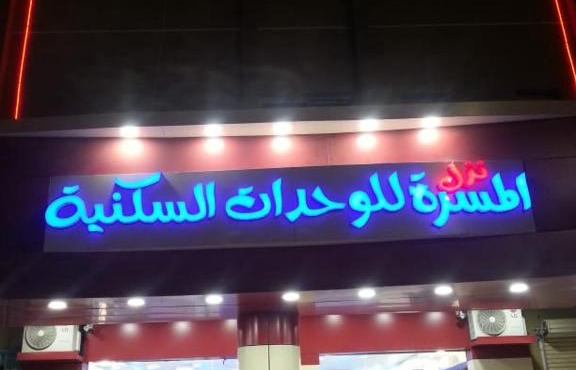 نزل
المسرة للوحدات السكنية